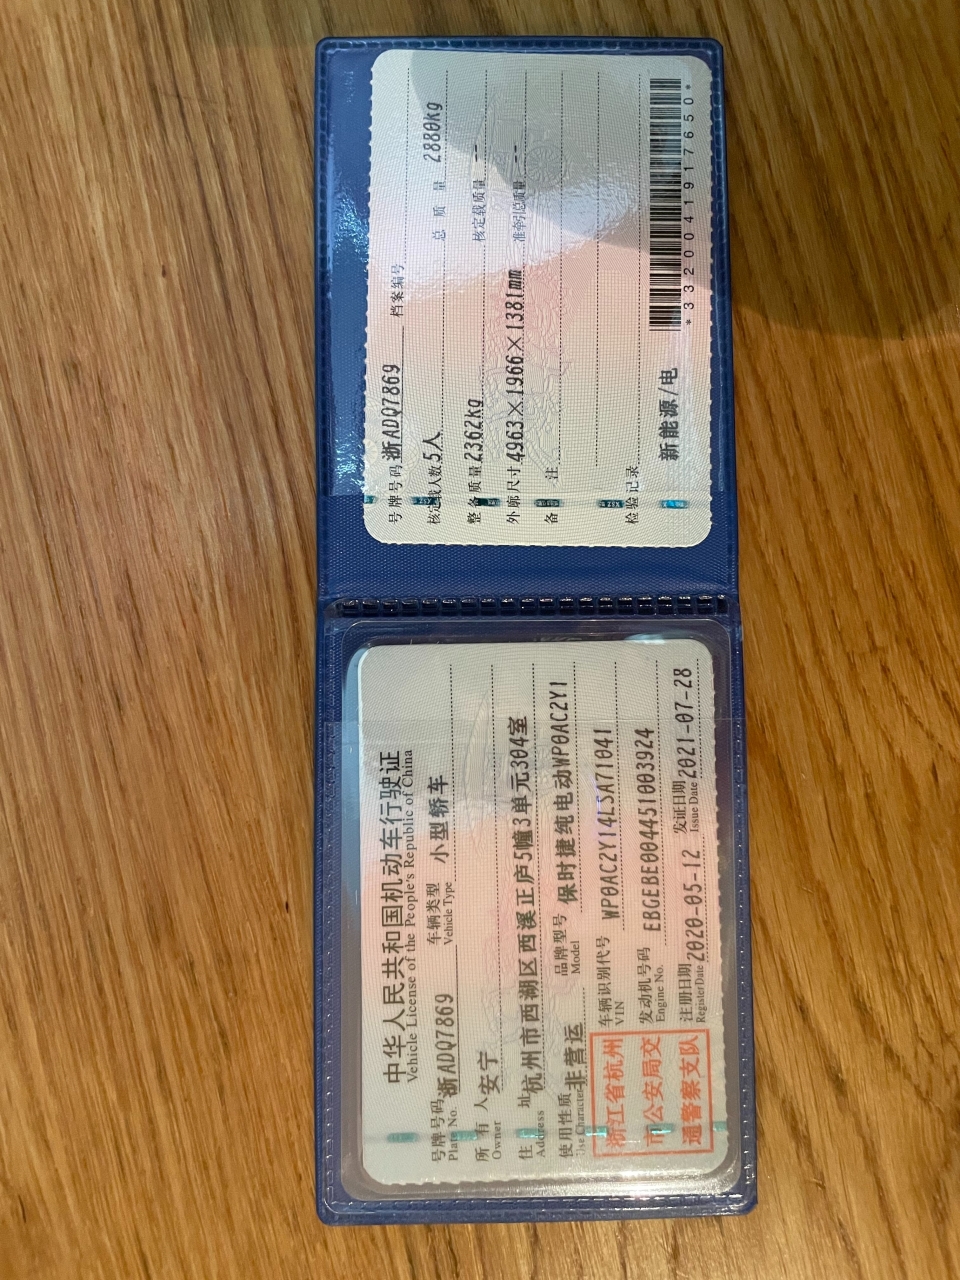 中华人民共和国机动车行驶证
Vehicle License of the People's Republic of China
号牌号码 浙ADQ7869 车辆类型 小型轿车
Plate No. Vehicle Type
所有人 安宁
Owner
住址 杭州市西湖区西溪正庐5幢3单元304室
Address
使用性质 非营运 品牌型号 保时捷纯电动WP0AC2Y1
Use Character Model
浙江省杭州
市公安局交
通警察支队
车辆识别代号 WP0AC2Y14LSA71041
VIN
发动机号码 EBGEBE004451003924
Engine No.
注册日期 2020-05-12 发证日期 2021-07-28
Register Date Issue Date
号牌号码 浙ADQ7869 档案编号
核定载人数 5人 总质量 2880kg
整备质量 2362kg 核定载质量 --
外廓尺寸 4963×1966×1381mm 准牵引总质量 --
备注
检验记录
新能源/电
*3320041917650*